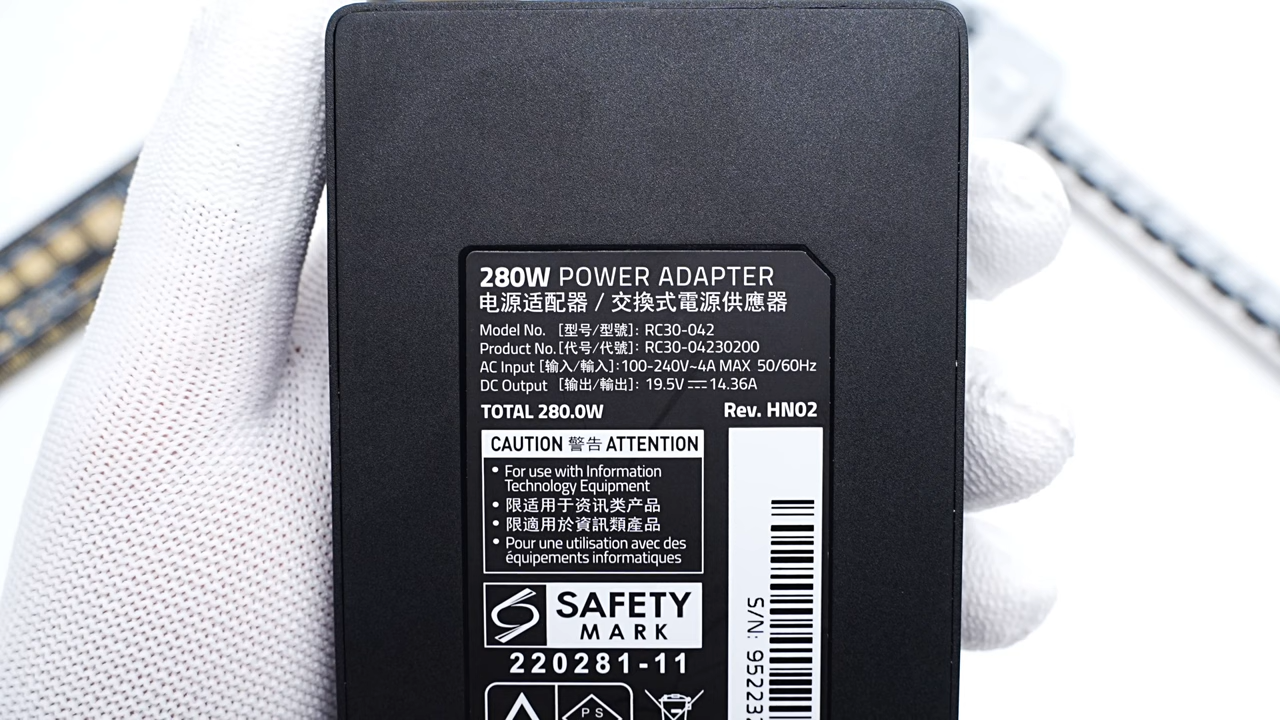 280W POWER ADAPTER
电源适配器 / 交換式電源供應器
Model No. [型号/型號]: RC30-042
Product No.[代号/代號]: RC30-04230200
AC Input [输入/輸入]:100-240V~4A MAX 50/60Hz
DC Output [输出/輸出]: 19.5V⎓14.36A
TOTAL 280.0W
Rev. HN02
CAUTION 警告 ATTENTION
• For use with Information
Technology Equipment
• 限适用于资讯类产品
• 限適用於資訊類產品
• Pour une utilisation avec des
équipements informatiques
SAFETY
MARK
220281-11
PS
S/N: 95223